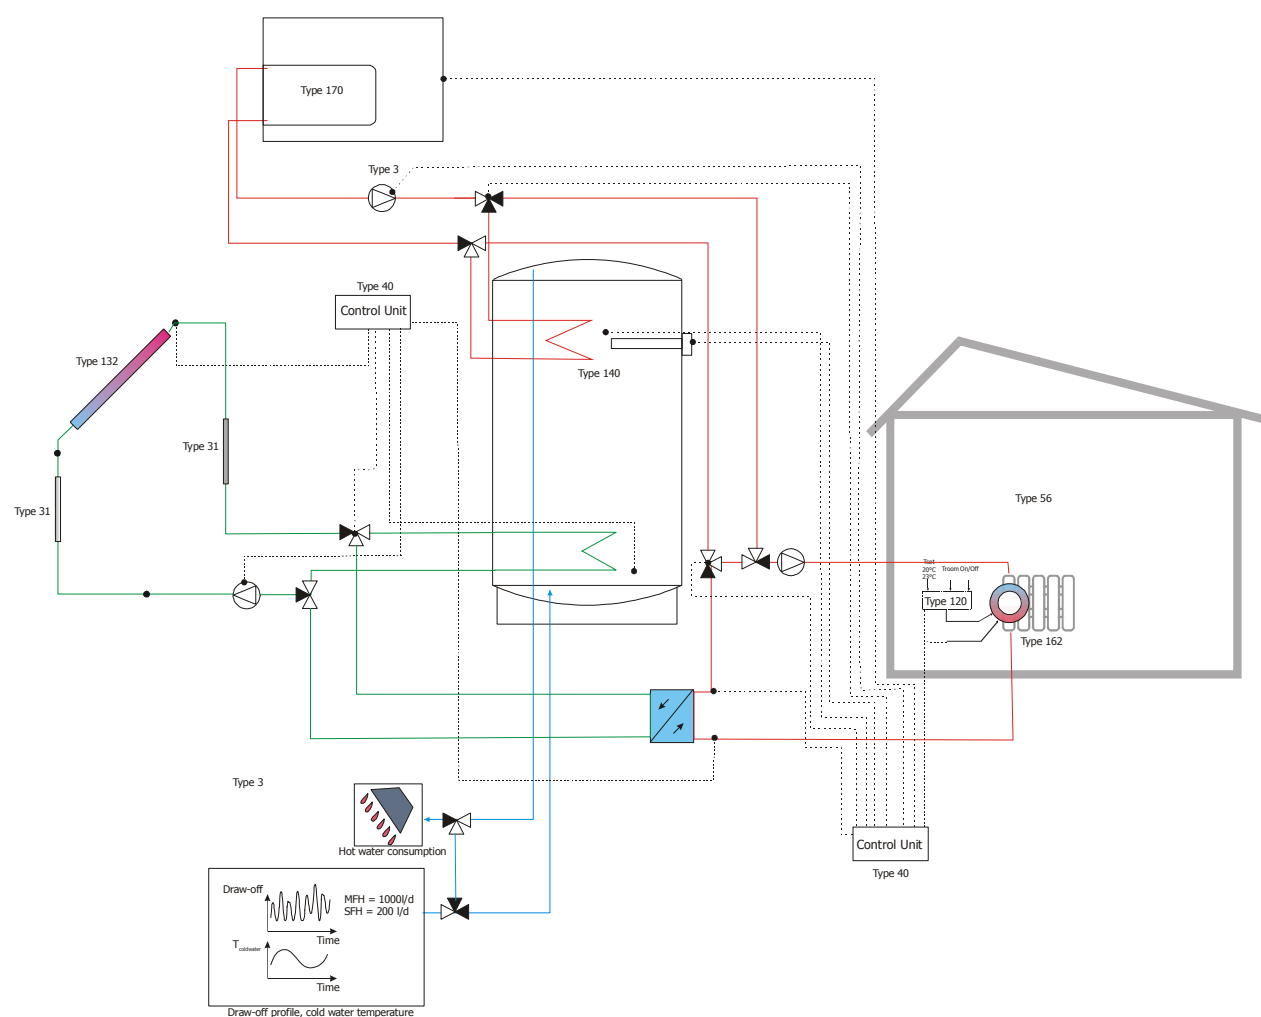 Type 170
Type 3
Type 40
Control Unit
Type 132
Type 140
Type 31
Type 31
Type 56
Tset
20°C
23°C
Troom On/Off
Type 120
Type 162
Type 3
Hot water consumption
Control Unit
Type 40
Draw-off
MFH = 1000l/d
SFH = 200 l/d
Time
T coldwater
Time
Draw-off profile, cold water temperature